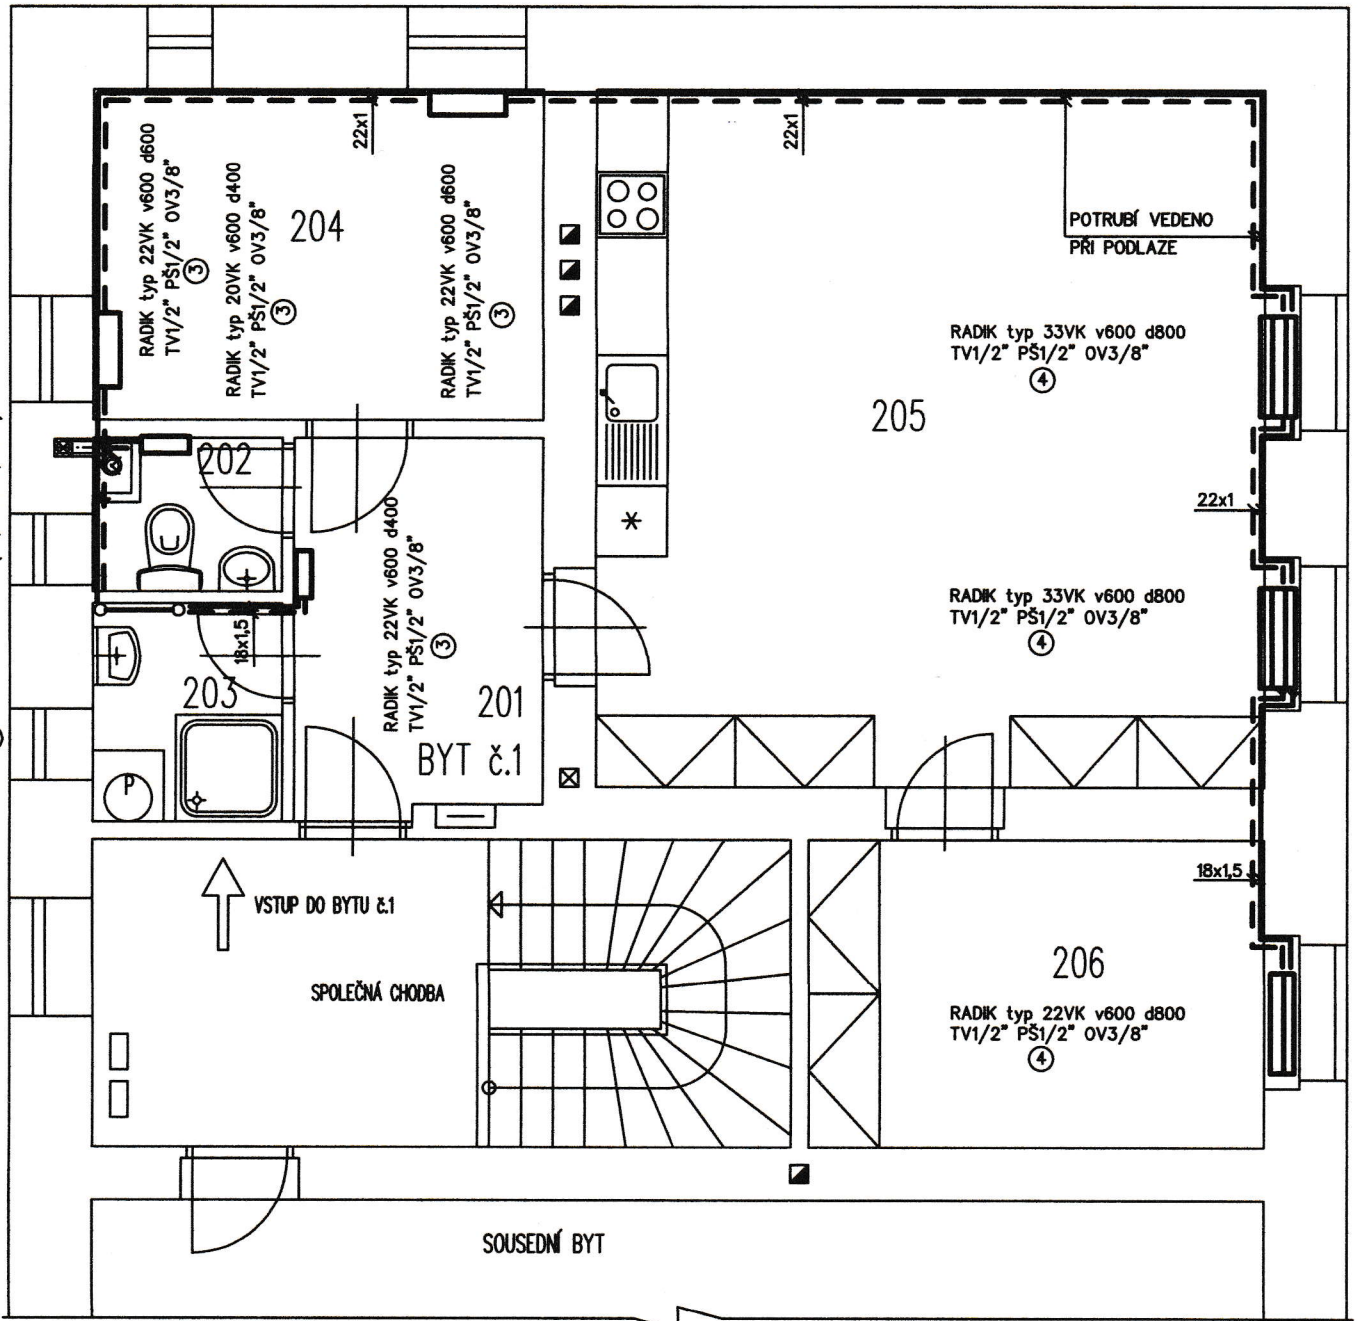 22x1
22x1
RADIK typ 22VK v600 d600
TV1/2" PŠ1/2" OV3/8"
3
RADIK typ 20VK v600 d400
TV1/2" PŠ1/2" OV3/8"
3
204
RADIK typ 22VK v600 d600
TV1/2" PŠ1/2" OV3/8"
3
POTRUBÍ VEDENO
PŘI PODLAZE
RADIK typ 33VK v600 d800
TV1/2" PŠ1/2" OV3/8"
4
205
202
22x1
RADIK typ 22VK v600 d400
TV1/2" PŠ1/2" OV3/8"
3
RADIK typ 33VK v600 d800
TV1/2" PŠ1/2" OV3/8"
4
18x1,5
203
201
BYT č.1
P
18x1,5
VSTUP DO BYTU č.1
SPOLEČNÁ CHODBA
206
RADIK typ 22VK v600 d800
TV1/2" PŠ1/2" OV3/8"
4
SOUSEDNÍ BYT